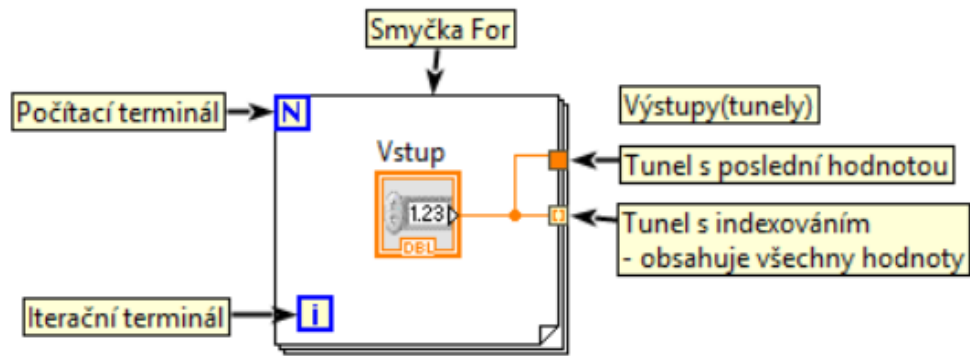 Smyčka For
Počítací terminál
N
Výstupy(tunely)
Vstup
Tunel s poslední hodnotou
1.23
DBL
Tunel s indexováním
- obsahuje všechny hodnoty
Iterační terminál
i